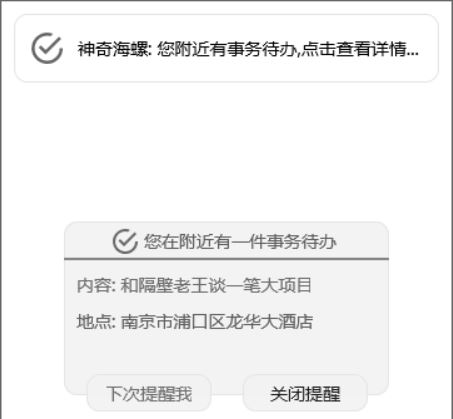 神奇海螺: 您附近有事务待办,点击查看详情...
您在附近有一件事务待办
内容: 和隔壁老王谈一笔大项目
地点: 南京市浦口区龙华大酒店
下次提醒我 关闭提醒